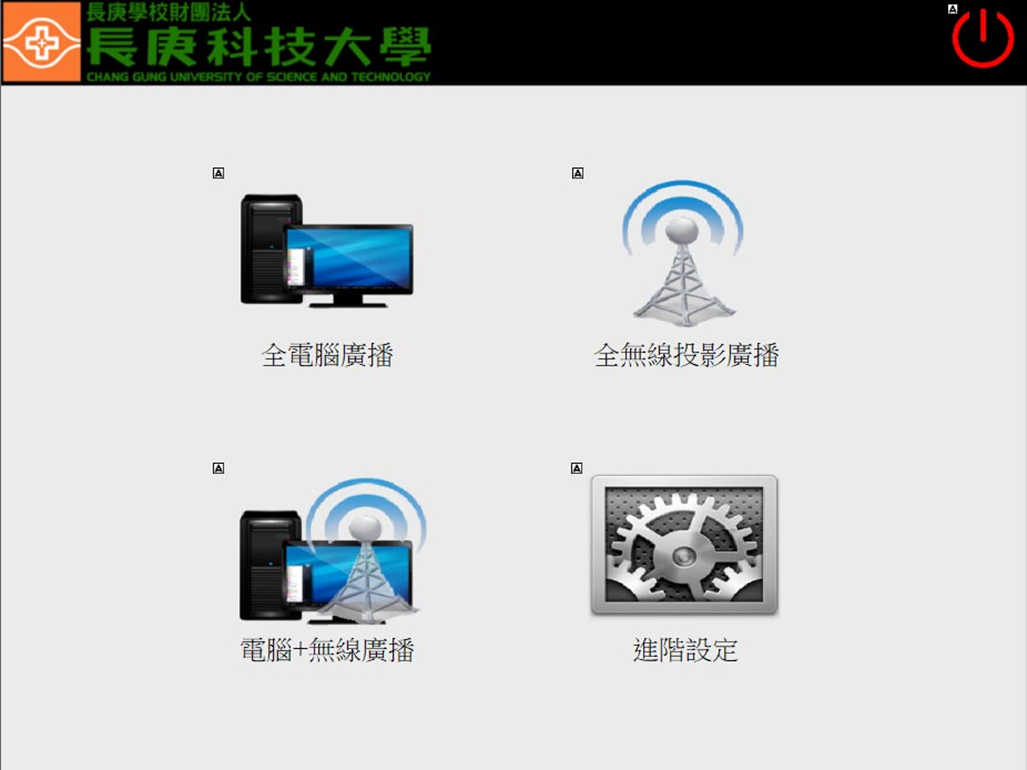 長庚學校財團法人
長庚科技大學
CHANG GUNG UNIVERSITY OF SCIENCE AND TECHNOLOGY
A
A
A
全電腦廣播
全無線投影廣播
A
A
電腦+無線廣播
進階設定